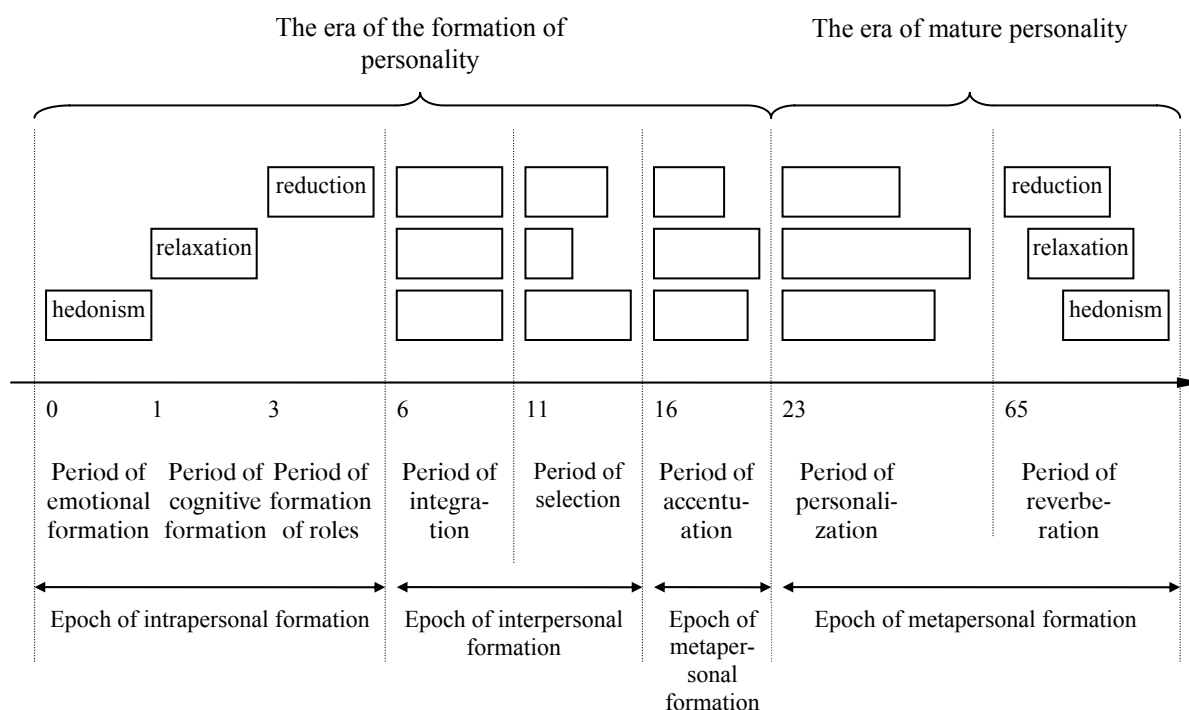 The era of the formation of
personality
The era of mature personality
reduction
relaxation
hedonism
reduction
relaxation
hedonism
0
1
3
6
11
16
23
65
Period of
emotional
formation
Period of
cognitive
formation
Period of
formation
of roles
Period of
integra-
tion
Period of
selection
Period of
accentu-
ation
Period of
personali-
zation
Period of
reverbe-
ration
Epoch of intrapersonal formation
Epoch of interpersonal
formation
Epoch of
metaper-
sonal
formation
Epoch of metapersonal formation